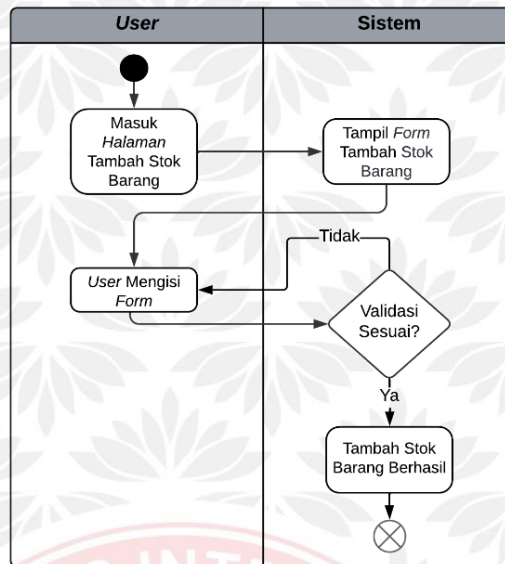 User
Sistem
Masuk
Halaman
Tambah Stok
Barang
Tampil Form
Tambah Stok
Barang
Tidak
User Mengisi
Form
Validasi
Sesuai?
Ya
Tambah Stok
Barang Berhasil